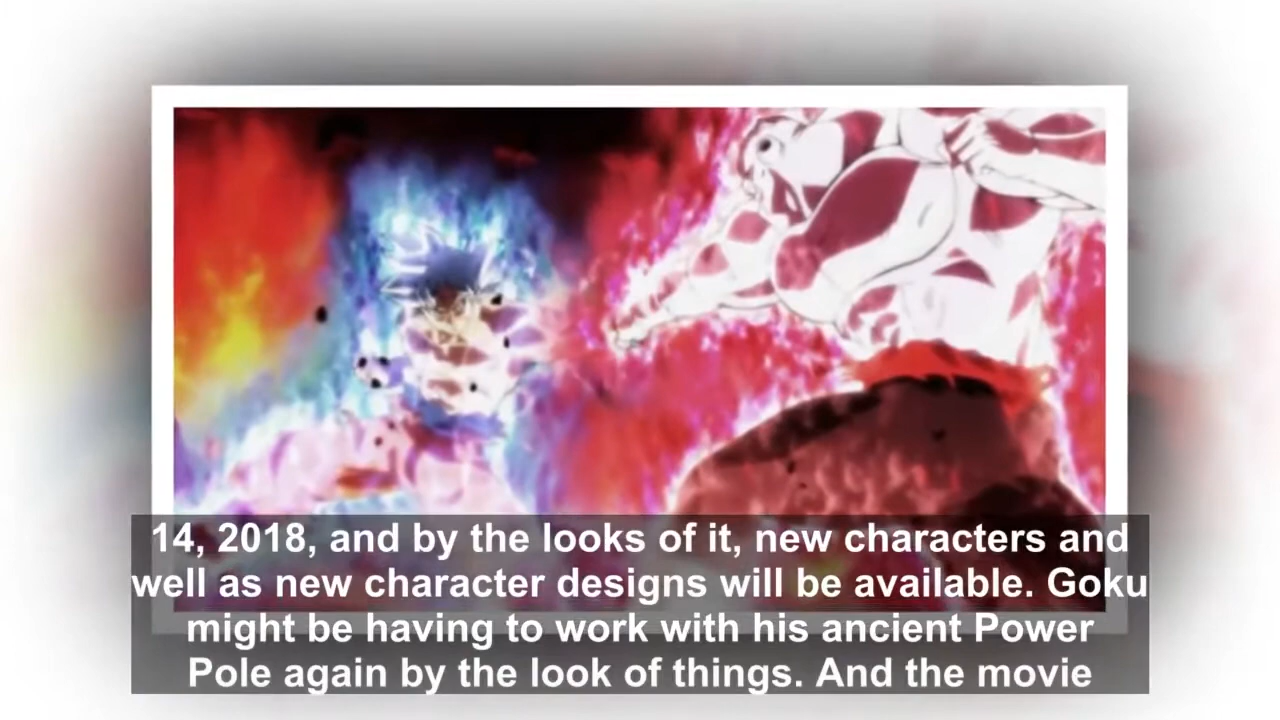 14, 2018, and by the looks of it, new characters and
well as new character designs will be available. Goku
might be having to work with his ancient Power
Pole again by the look of things. And the movie